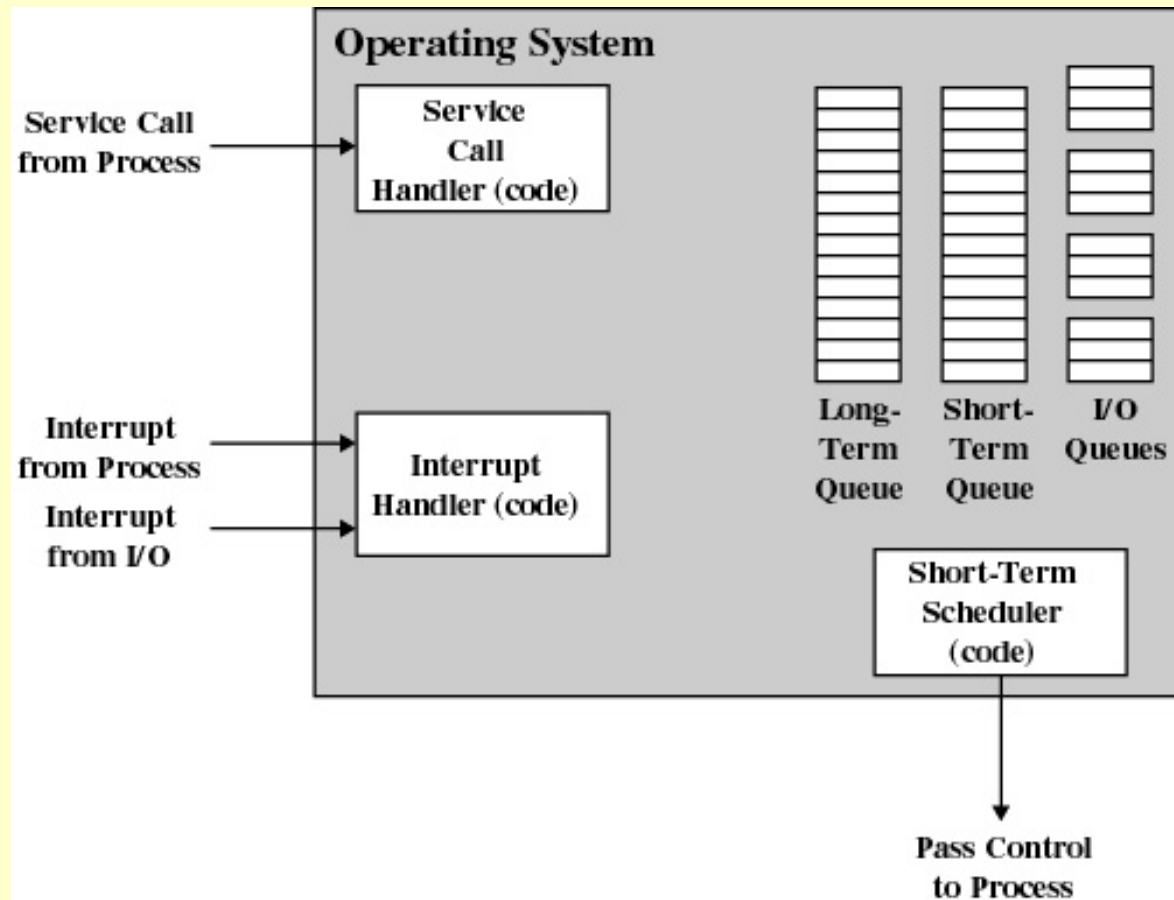 Operating System
Service Call
from Process
Service
Call
Handler (code)
Interrupt
from Process
Interrupt
from I/O
Interrupt
Handler (code)
Long-
Term
Queue
Short-
Term
Queue
I/O
Queues
Short-Term
Scheduler
(code)
Pass Control
to Process